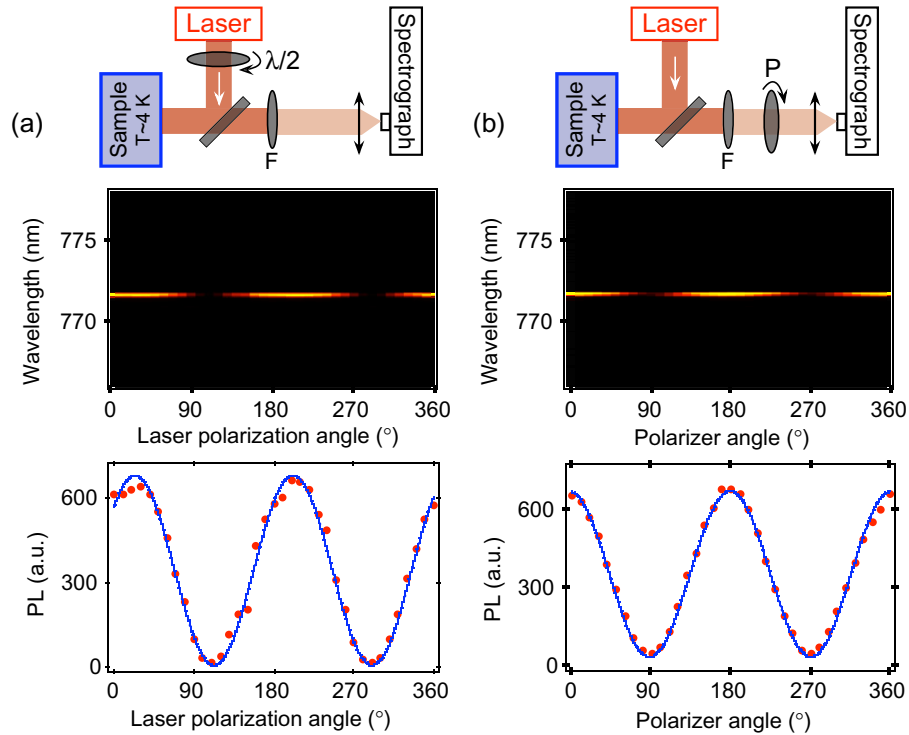 (a)
Laser
λ/2
Sample
T~4 K
F
Spectrograph
Wavelength (nm)
775
770
0 90 180 270 360
Laser polarization angle (°)
PL (a.u.)
600
300
0
0 90 180 270 360
Laser polarization angle (°)
(b)
Laser
P
Sample
T~4 K
F
Spectrograph
Wavelength (nm)
775
770
0 90 180 270 360
Polarizer angle (°)
PL (a.u.)
600
300
0
0 90 180 270 360
Polarizer angle (°)